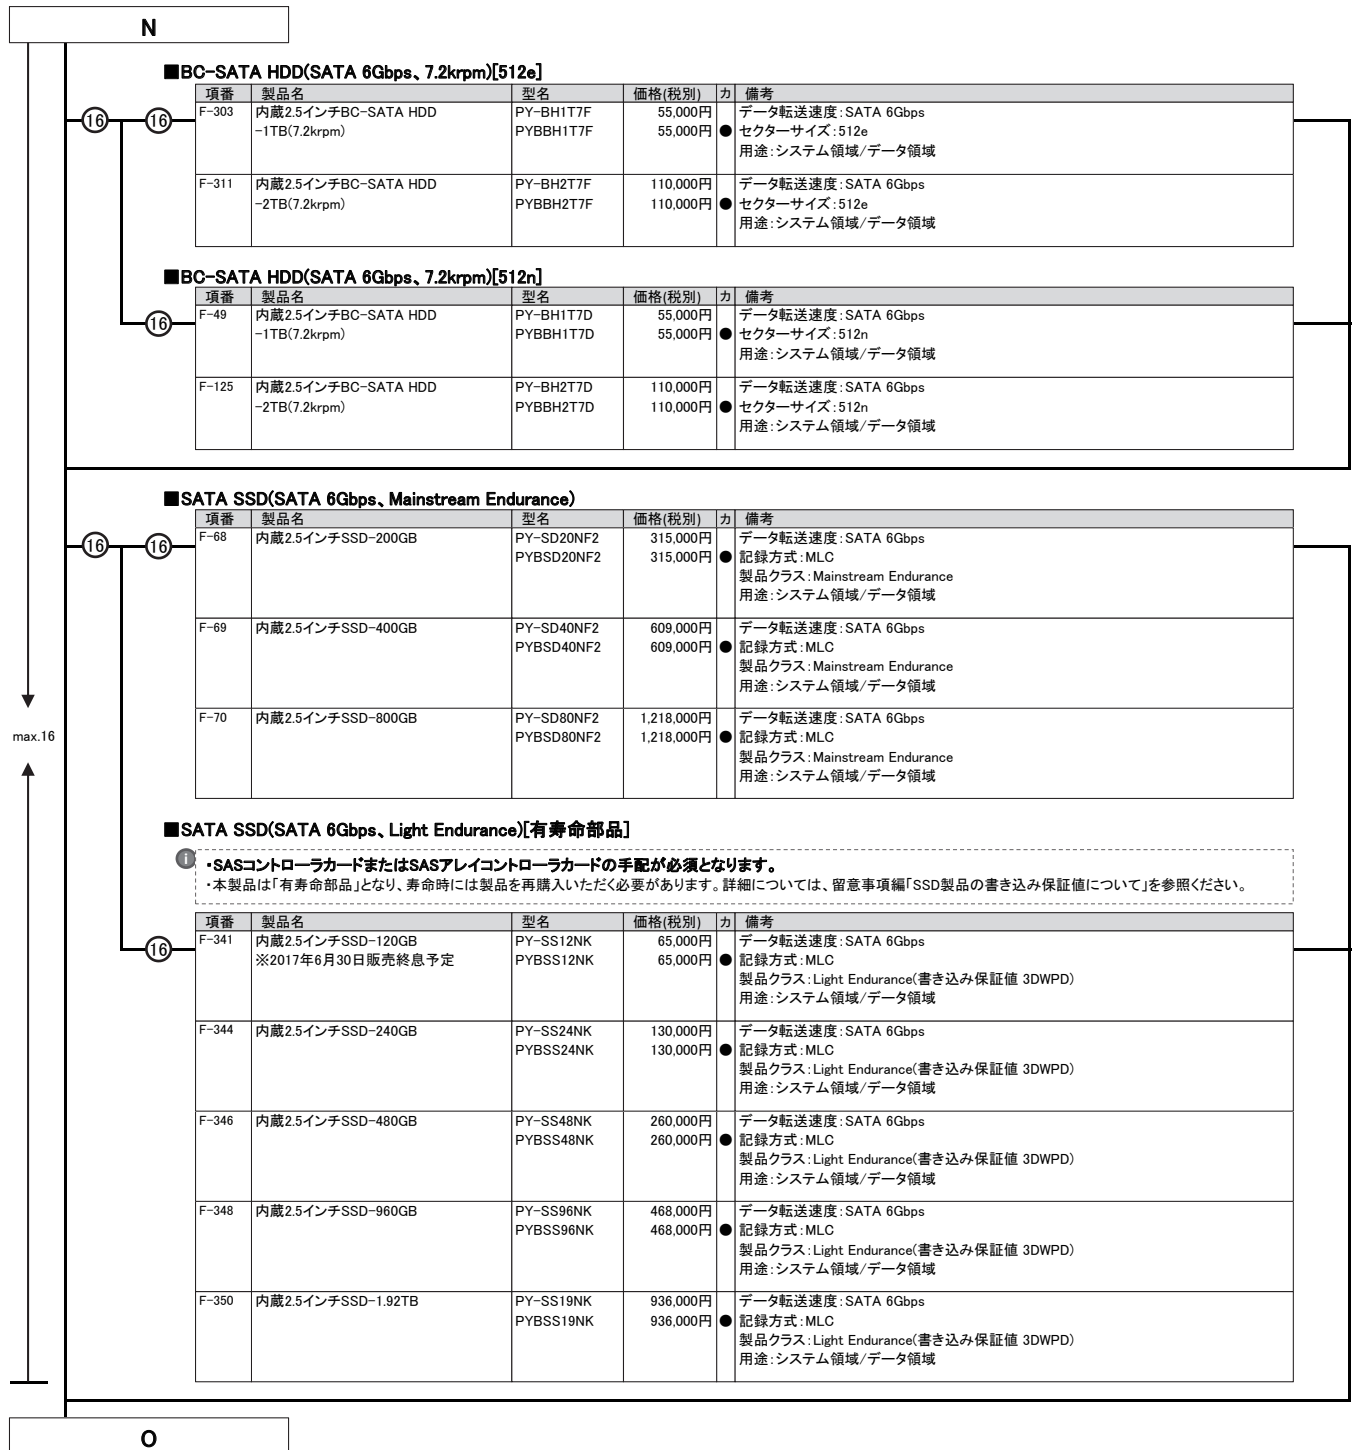 N
■BC-SATA HDD(SATA 6Gbps、7.2krpm)[512e]
項番 製品名 型名 価格(税別) カ 備考
⑯ ⑯ F-303 内蔵2.5インチBC-SATA HDD PY-BH1T7F 55,000円 データ転送速度：SATA 6Gbps
-1TB(7.2krpm) PYBBH1T7F 55,000円 ● セクターサイズ：512e
用途：システム領域/データ領域
F-311 内蔵2.5インチBC-SATA HDD PY-BH2T7F 110,000円 データ転送速度：SATA 6Gbps
-2TB(7.2krpm) PYBBH2T7F 110,000円 ● セクターサイズ：512e
用途：システム領域/データ領域
■BC-SATA HDD(SATA 6Gbps、7.2krpm)[512n]
項番 製品名 型名 価格(税別) カ 備考
⑯ F-49 内蔵2.5インチBC-SATA HDD PY-BH1T7D 55,000円 データ転送速度：SATA 6Gbps
-1TB(7.2krpm) PYBBH1T7D 55,000円 ● セクターサイズ：512n
用途：システム領域/データ領域
F-125 内蔵2.5インチBC-SATA HDD PY-BH2T7D 110,000円 データ転送速度：SATA 6Gbps
-2TB(7.2krpm) PYBBH2T7D 110,000円 ● セクターサイズ：512n
用途：システム領域/データ領域
■SATA SSD(SATA 6Gbps、Mainstream Endurance)
項番 製品名 型名 価格(税別) カ 備考
⑯ ⑯ F-68 内蔵2.5インチSSD-200GB PY-SD20NF2 315,000円 データ転送速度：SATA 6Gbps
PYBSD20NF2 315,000円 ● 記録方式：MLC
製品クラス：Mainstream Endurance
用途：システム領域/データ領域
F-69 内蔵2.5インチSSD-400GB PY-SD40NF2 609,000円 データ転送速度：SATA 6Gbps
PYBSD40NF2 609,000円 ● 記録方式：MLC
製品クラス：Mainstream Endurance
用途：システム領域/データ領域
F-70 内蔵2.5インチSSD-800GB PY-SD80NF2 1,218,000円 データ転送速度：SATA 6Gbps
max.16 PYBSD80NF2 1,218,000円 ● 記録方式：MLC
製品クラス：Mainstream Endurance
用途：システム領域/データ領域
■SATA SSD(SATA 6Gbps、Light Endurance)[有寿命部品]
i ・SASコントローラカードまたはSASアレイコントローラカードの手配が必須となります。
・本製品は「有寿命部品」となり、寿命時には製品を再購入いただく必要があります。詳細については、留意事項編「SSD製品の書き込み保証値について」を参照ください。
項番 製品名 型名 価格(税別) カ 備考
⑯ F-341 内蔵2.5インチSSD-120GB PY-SS12NK 65,000円 データ転送速度：SATA 6Gbps
※2017年6月30日販売終息予定 PYBSS12NK 65,000円 ● 記録方式：MLC
製品クラス：Light Endurance(書き込み保証値 3DWPD)
用途：システム領域/データ領域
F-344 内蔵2.5インチSSD-240GB PY-SS24NK 130,000円 データ転送速度：SATA 6Gbps
PYBSS24NK 130,000円 ● 記録方式：MLC
製品クラス：Light Endurance(書き込み保証値 3DWPD)
用途：システム領域/データ領域
F-346 内蔵2.5インチSSD-480GB PY-SS48NK 260,000円 データ転送速度：SATA 6Gbps
PYBSS48NK 260,000円 ● 記録方式：MLC
製品クラス：Light Endurance(書き込み保証値 3DWPD)
用途：システム領域/データ領域
F-348 内蔵2.5インチSSD-960GB PY-SS96NK 468,000円 データ転送速度：SATA 6Gbps
PYBSS96NK 468,000円 ● 記録方式：MLC
製品クラス：Light Endurance(書き込み保証値 3DWPD)
用途：システム領域/データ領域
F-350 内蔵2.5インチSSD-1.92TB PY-SS19NK 936,000円 データ転送速度：SATA 6Gbps
PYBSS19NK 936,000円 ● 記録方式：MLC
製品クラス：Light Endurance(書き込み保証値 3DWPD)
用途：システム領域/データ領域
O